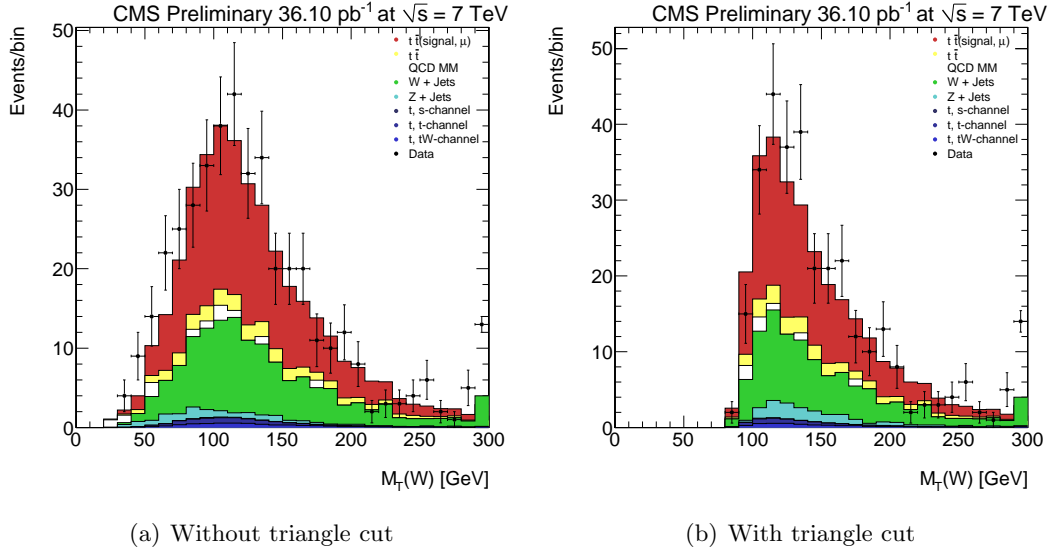 CMS Preliminary 36.10 pb⁻¹ at √s = 7 TeV
Events/bin
50
40
30
20
10
0
t t̄(signal, μ)
t t̄
QCD MM
W + Jets
Z + Jets
t, s-channel
t, t-channel
t, tW-channel
Data
0 50 100 150 200 250 300
M_T(W) [GeV]
(a) Without triangle cut
CMS Preliminary 36.10 pb⁻¹ at √s = 7 TeV
Events/bin
50
40
30
20
10
0
t t̄(signal, μ)
t t̄
QCD MM
W + Jets
Z + Jets
t, s-channel
t, t-channel
t, tW-channel
Data
0 50 100 150 200 250 300
M_T(W) [GeV]
(b) With triangle cut